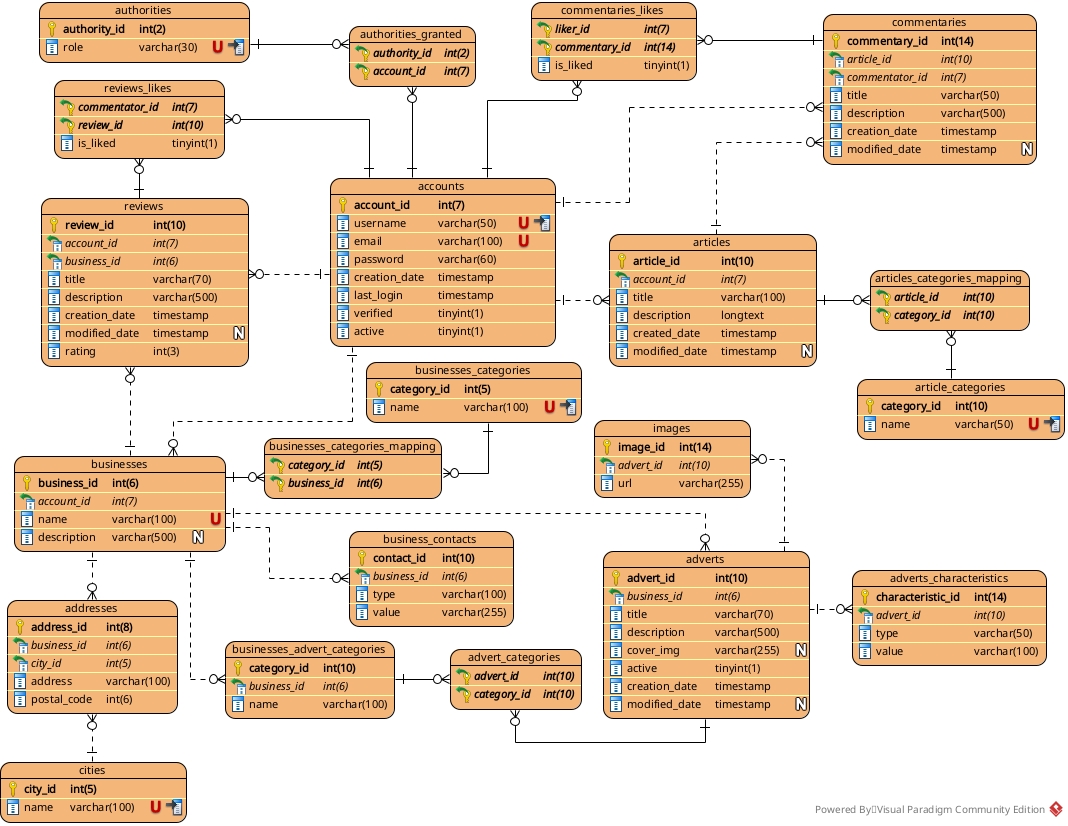 authorities
authority_id int(2)
role varchar(30) U
authorities_granted
authority_id int(2)
account_id int(7)
commentaries_likes
liker_id int(7)
commentary_id int(14)
is_liked tinyint(1)
commentaries
commentary_id int(14)
article_id int(10)
commentator_id int(7)
title varchar(50)
description varchar(500)
creation_date timestamp
modified_date timestamp N
reviews_likes
commentator_id int(7)
review_id int(10)
is_liked tinyint(1)
reviews
review_id int(10)
account_id int(7)
business_id int(6)
title varchar(70)
description varchar(500)
creation_date timestamp
modified_date timestamp N
rating int(3)
accounts
account_id int(7)
username varchar(50) U
email varchar(100) U
password varchar(60)
creation_date timestamp
last_login timestamp
verified tinyint(1)
active tinyint(1)
articles
article_id int(10)
account_id int(7)
title varchar(100)
description longtext
created_date timestamp
modified_date timestamp N
articles_categories_mapping
article_id int(10)
category_id int(10)
article_categories
category_id int(10)
name varchar(50) U
businesses_categories
category_id int(5)
name varchar(100) U
businesses_categories_mapping
category_id int(5)
business_id int(6)
images
image_id int(14)
advert_id int(10)
url varchar(255)
businesses
business_id int(6)
account_id int(7)
name varchar(100) U
description varchar(500) N
business_contacts
contact_id int(10)
business_id int(6)
type varchar(100)
value varchar(255)
adverts
advert_id int(10)
business_id int(6)
title varchar(70)
description varchar(500)
cover_img varchar(255) N
active tinyint(1)
creation_date timestamp
modified_date timestamp N
adverts_characteristics
characteristic_id int(14)
advert_id int(10)
type varchar(50)
value varchar(100)
addresses
address_id int(8)
business_id int(6)
city_id int(5)
address varchar(100)
postal_code int(6)
businesses_advert_categories
category_id int(10)
business_id int(6)
name varchar(100)
advert_categories
advert_id int(10)
category_id int(10)
cities
city_id int(5)
name varchar(100) U
Powered By Visual Paradigm Community Edition